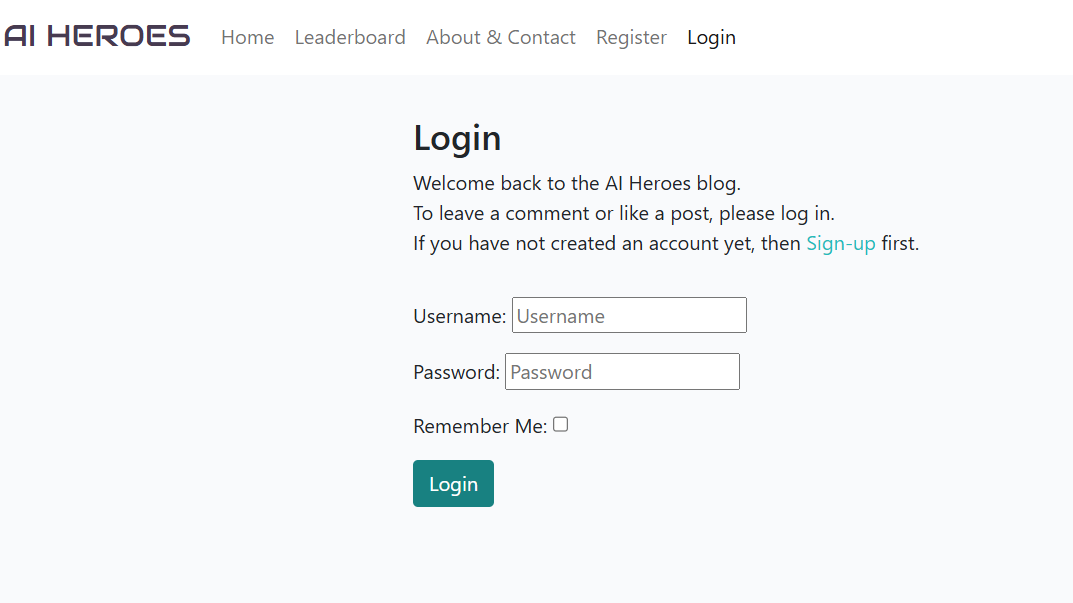 AI HEROES Home Leaderboard About & Contact Register Login
Login
Welcome back to the AI Heroes blog.
To leave a comment or like a post, please log in.
If you have not created an account yet, then Sign-up first.
Username: Username
Password: Password
Remember Me:
Login